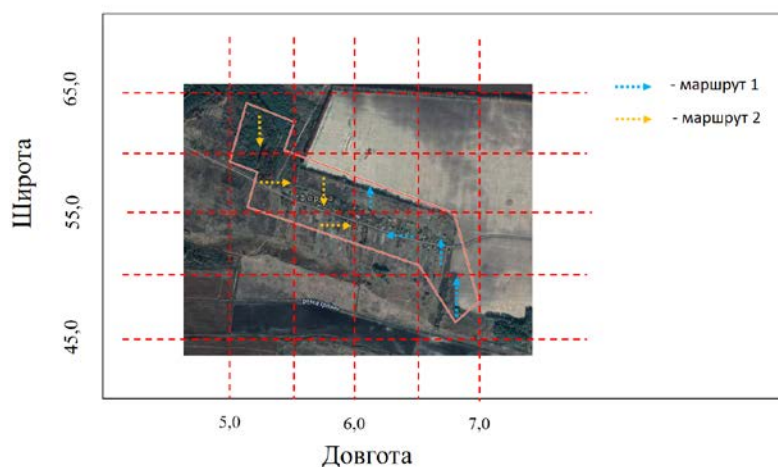 65,0
- маршрут 1
- маршрут 2
Широта
55,0
45,0
5,0
6,0
7,0
Довгота